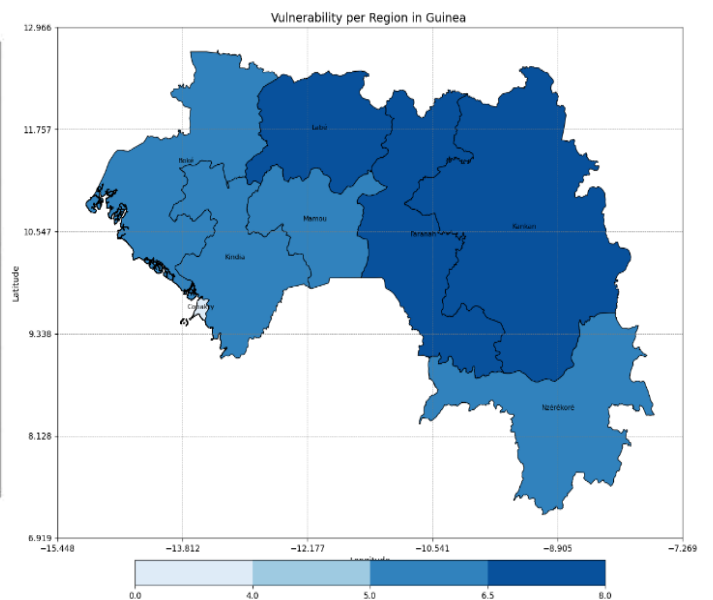 Vulnerability per Region in Guinea
12.966
11.757
10.547
9.338
8.128
6.919
Latitude
Labé
Boké
Mamou
Kankan
Faranah
Kindia
Conakry
Nzérékoré
−15.448
−13.812
−12.177
−10.541
−8.905
−7.269
Longitude
0.0
4.0
5.0
6.5
8.0